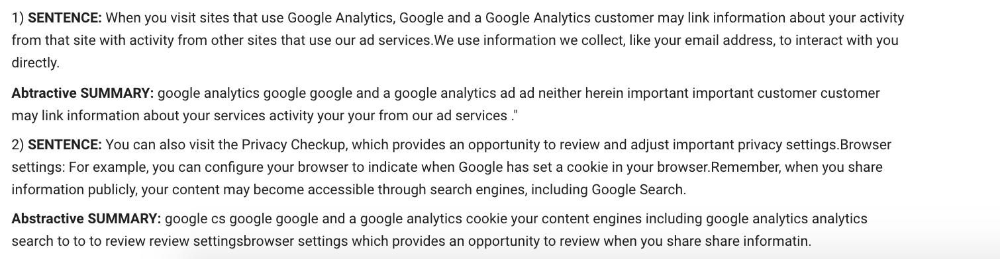 1) SENTENCE: When you visit sites that use Google Analytics, Google and a Google Analytics customer may link information about your activity
from that site with activity from other sites that use our ad services.We use information we collect, like your email address, to interact with you
directly.
Abtractive SUMMARY: google analytics google google and a google analytics ad ad neither herein important important customer customer
may link information about your services activity your your from our ad services ."
2) SENTENCE: You can also visit the Privacy Checkup, which provides an opportunity to review and adjust important privacy settings.Browser
settings: For example, you can configure your browser to indicate when Google has set a cookie in your browser.Remember, when you share
information publicly, your content may become accessible through search engines, including Google Search.
Abstractive SUMMARY: google cs google google and a google analytics cookie your content engines including google analytics analytics
search to to to review review settingsbrowser settings which provides an opportunity to review when you share share informatin.